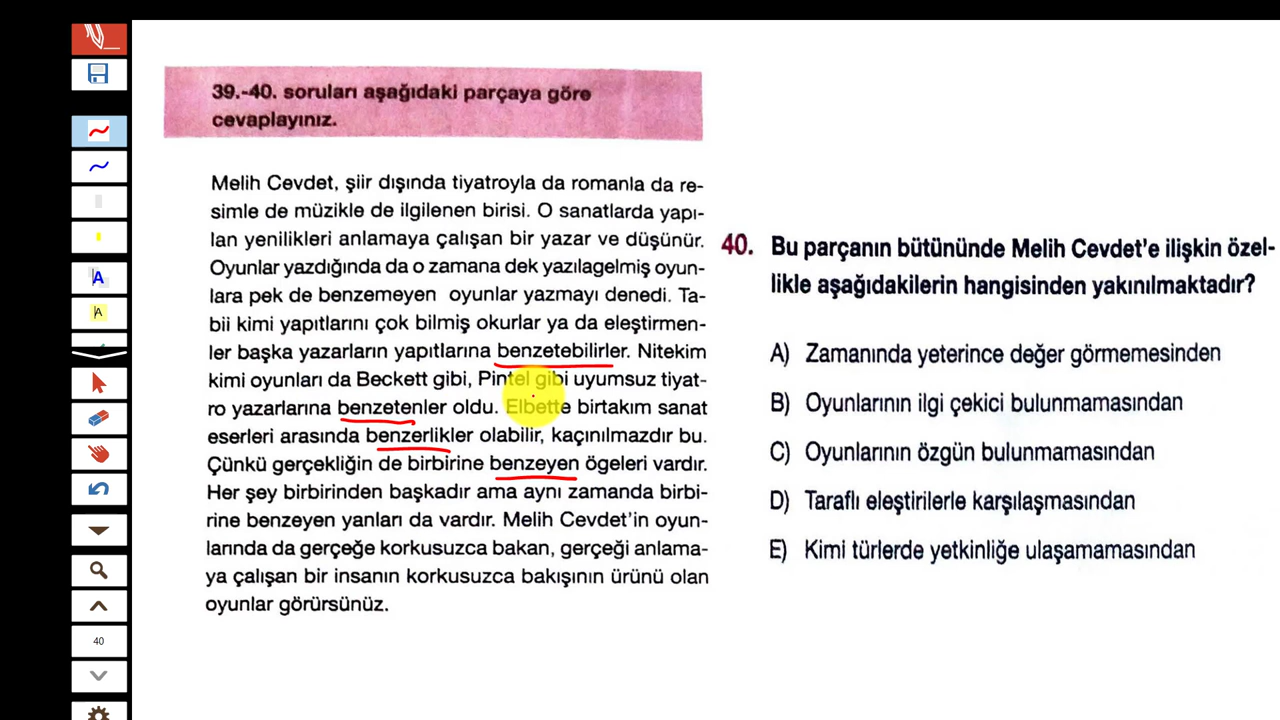 39.-40. soruları aşağıdaki parçaya göre
cevaplayınız.
Melih Cevdet, şiir dışında tiyatroyla da romanla da re-
simle de müzikle de ilgilenen birisi. O sanatlarda yapı-
lan yenilikleri anlamaya çalışan bir yazar ve düşünür.
Oyunlar yazdığında da o zamana dek yazılagelmiş oyun-
lara pek de benzemeyen oyunlar yazmayı denedi. Ta-
bii kimi yapıtlarını çok bilmiş okurlar ya da eleştirmen-
ler başka yazarların yapıtlarına benzetebilirler. Nitekim
kimi oyunları da Beckett gibi, Pintel gibi uyumsuz tiyat-
ro yazarlarına benzetenler oldu. Elbette birtakım sanat
eserleri arasında benzerlikler olabilir, kaçınılmazdır bu.
Çünkü gerçekliğin de birbirine benzeyen ögeleri vardır.
Her şey birbirinden başkadır ama aynı zamanda birbi-
rine benzeyen yanları da vardır. Melih Cevdet'in oyun-
larında da gerçeğe korkusuzca bakan, gerçeği anlama-
ya çalışan bir insanın korkusuzca bakışının ürünü olan
oyunlar görürsünüz.
40. Bu parçanın bütününde Melih Cevdet'e ilişkin özel-
likle aşağıdakilerin hangisinden yakınılmaktadır?
A) Zamanında yeterince değer görmemesinden
B) Oyunlarının ilgi çekici bulunmamasından
C) Oyunlarının özgün bulunmamasından
D) Taraflı eleştirilerle karşılaşmasından
E) Kimi türlerde yetkinliğe ulaşamamasından
A
A
40